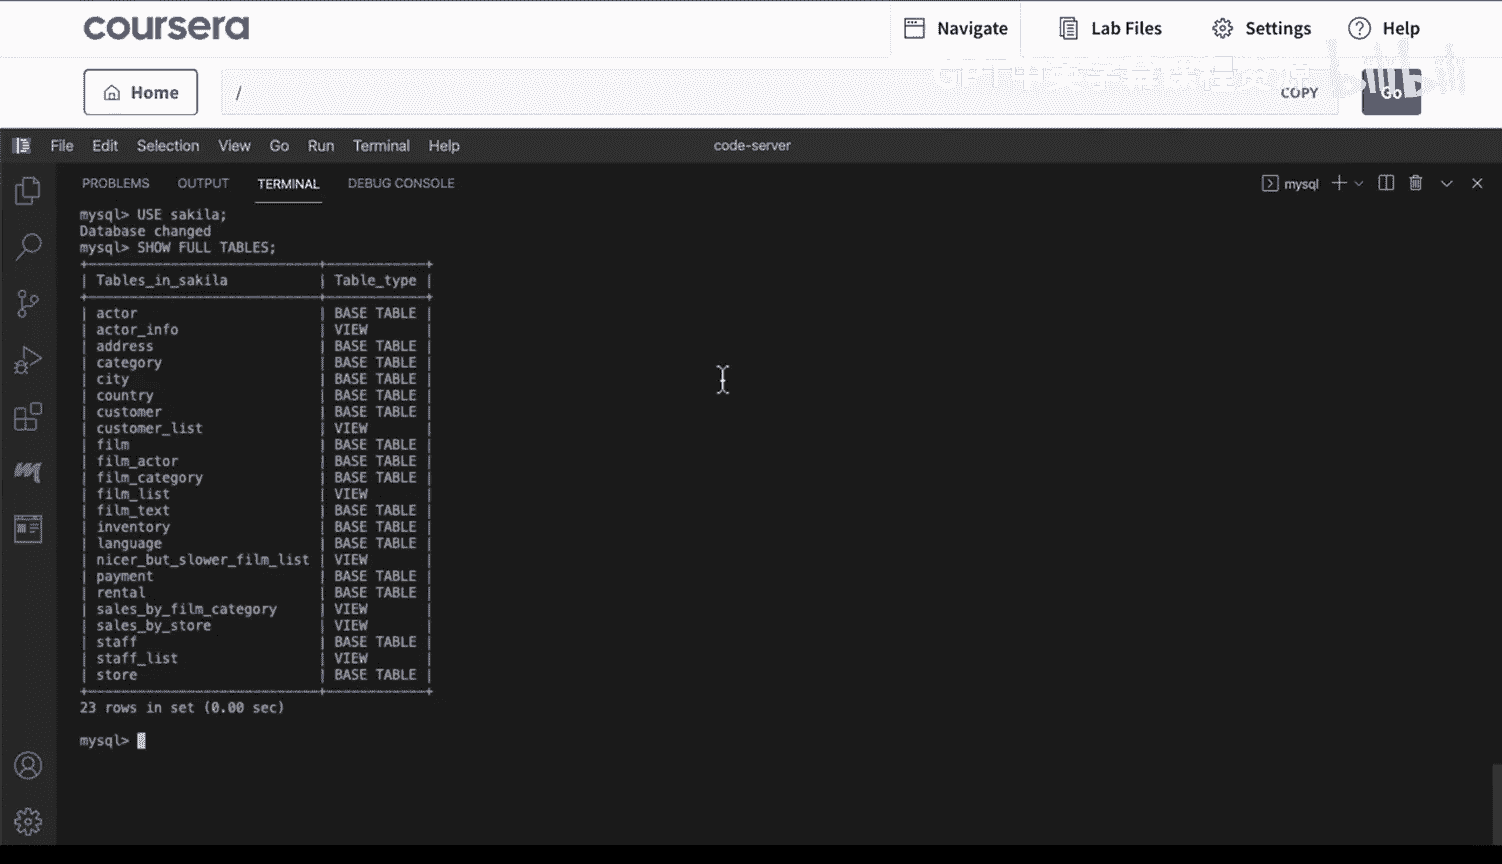 coursera
Navigate
Lab Files
Settings
Help
Home
/
COPY
Go
bilibili
File Edit Selection View Go Run Terminal Help
code-server
PROBLEMS OUTPUT TERMINAL DEBUG CONSOLE
mysql
mysql> USE sakila;
Database changed
mysql> SHOW FULL TABLES;
+----------------------------+------------+
| Tables_in_sakila | Table_type |
+----------------------------+------------+
| actor | BASE TABLE |
| actor_info | VIEW |
| address | BASE TABLE |
| category | BASE TABLE |
| city | BASE TABLE |
| country | BASE TABLE |
| customer | BASE TABLE |
| customer_list | VIEW |
| film | BASE TABLE |
| film_actor | BASE TABLE |
| film_category | BASE TABLE |
| film_list | VIEW |
| film_text | BASE TABLE |
| inventory | BASE TABLE |
| language | BASE TABLE |
| nicer_but_slower_film_list | VIEW |
| payment | BASE TABLE |
| rental | BASE TABLE |
| sales_by_film_category | VIEW |
| sales_by_store | VIEW |
| staff | BASE TABLE |
| staff_list | VIEW |
| store | BASE TABLE |
+----------------------------+------------+
23 rows in set (0.00 sec)
mysql>